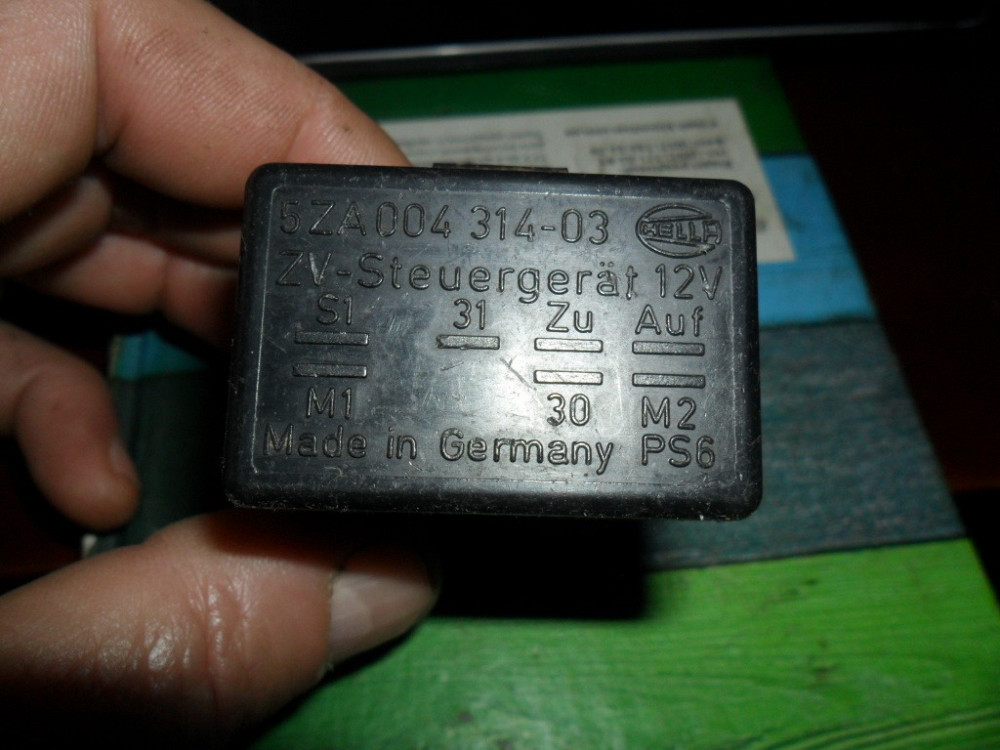 5ZA 004 314-03 HELLA
ZV-Steuergerät 12V
S1 31 Zu Auf
M1 30 M2
Made in Germany PS6